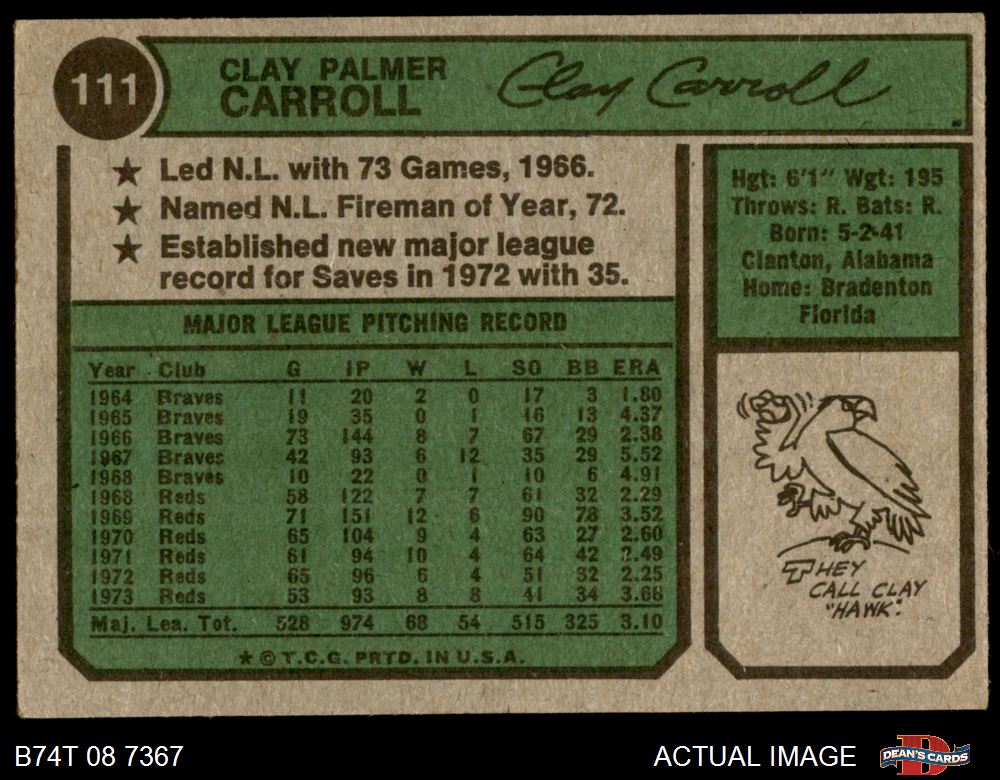 111
CLAY PALMER
CARROLL
Clay Carroll
★ Led N.L. with 73 Games, 1966.
★ Named N.L. Fireman of Year, 72.
★ Established new major league
record for Saves in 1972 with 35.
Hgt: 6'1" Wgt: 195
Throws: R. Bats: R.
Born: 5-2-41
Clanton, Alabama
Home: Bradenton
Florida
MAJOR LEAGUE PITCHING RECORD
Year Club G IP W L SO BB ERA
1964 Braves 11 20 2 0 17 3 1.80
1965 Braves 19 35 0 1 16 13 4.37
1966 Braves 73 144 8 7 67 29 2.38
1967 Braves 42 93 6 12 35 29 5.52
1968 Braves 10 22 0 1 10 6 4.91
1968 Reds 58 122 7 7 61 32 2.29
1969 Reds 71 151 12 6 90 78 3.52
1970 Reds 65 104 9 4 63 27 2.60
1971 Reds 61 94 10 4 64 42 2.49
1972 Reds 65 96 6 4 51 32 2.25
1973 Reds 53 93 8 8 41 34 3.68
Maj. Lea. Tot. 528 974 68 54 515 325 3.10
* © T.C.G. PRTD. IN U.S.A.
THEY
CALL CLAY
"HAWK".
B74T 08 7367
ACTUAL IMAGE
D
DEAN'S CARDS